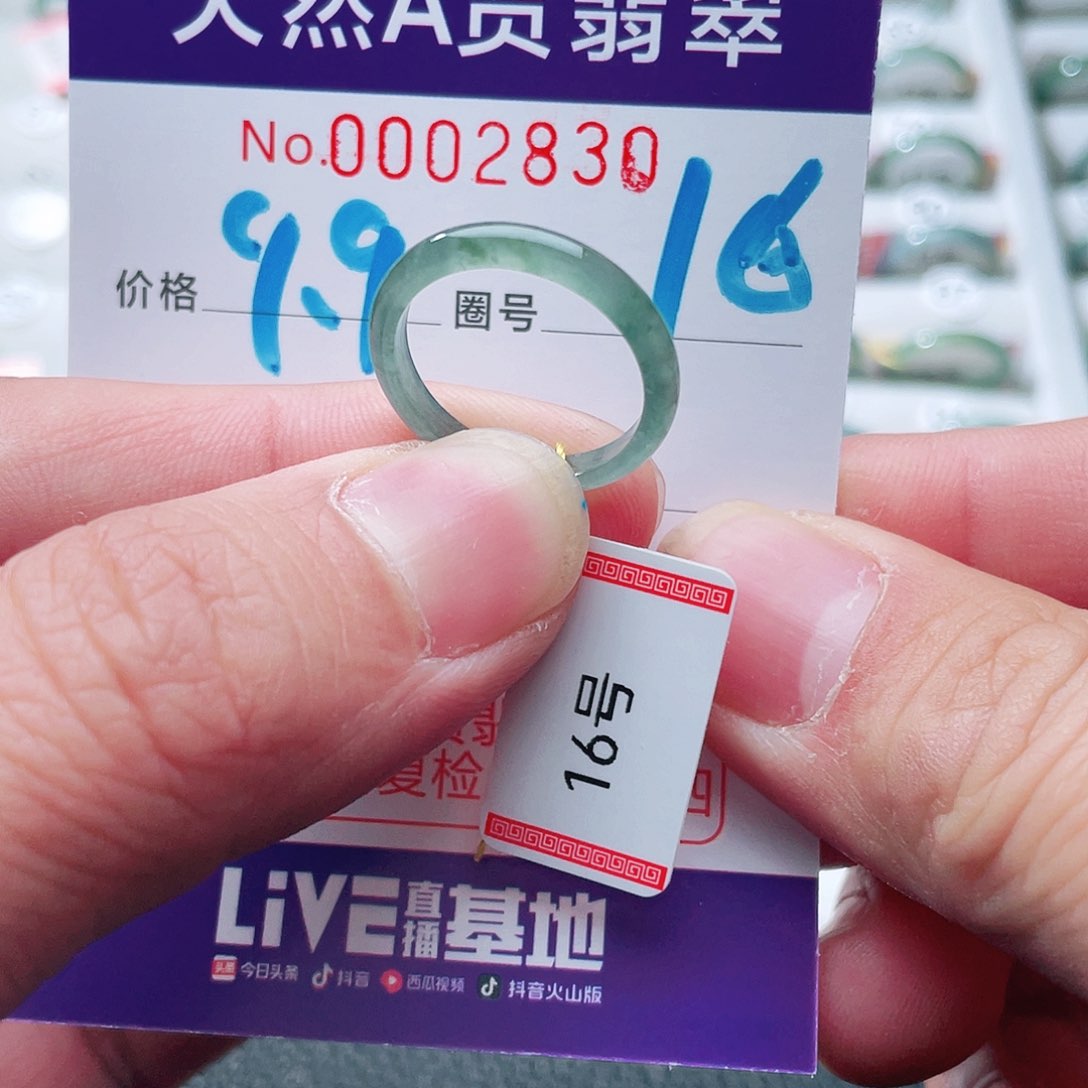 天然A货翡翠
No.0002830
价格 9.9 圈号 16
16号
复检
LiVE直播基地
今日头条 抖音 西瓜视频 抖音火山版